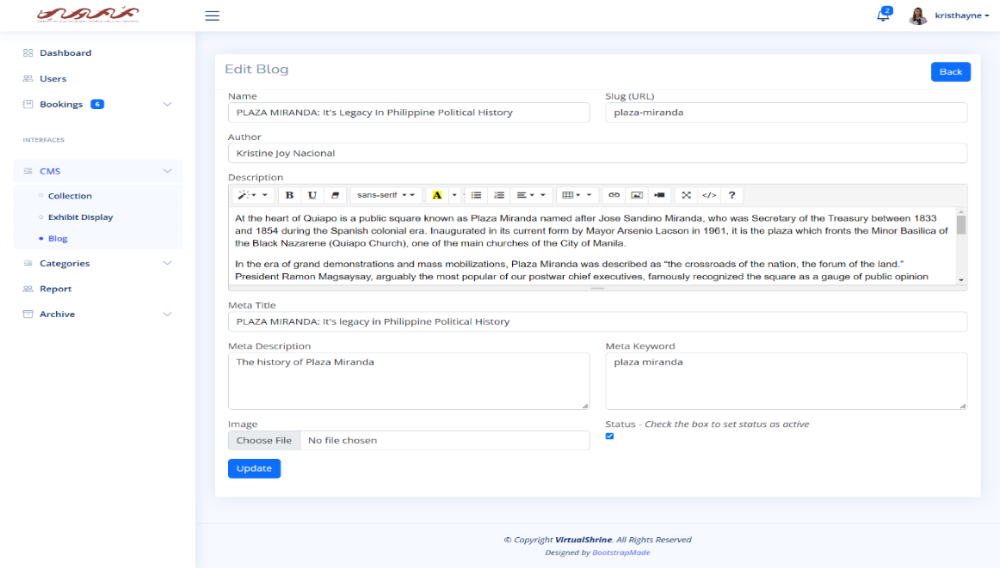 2
kristhayne
Dashboard
Users
Bookings 6
INTERFACES
CMS
Collection
Exhibit Display
Blog
Categories
Report
Archive
Edit Blog
Back
Name
PLAZA MIRANDA: It's Legacy In Philippine Political History
Slug (URL)
plaza-miranda
Author
Kristine Joy Nacional
Description
B U sans-serif A </> ?
At the heart of Quiapo is a public square known as Plaza Miranda named after Jose Sandino Miranda, who was Secretary of the Treasury between 1833
and 1854 during the Spanish colonial era. Inaugurated in its current form by Mayor Arsenio Lacson in 1961, it is the plaza which fronts the Minor Basilica of
the Black Nazarene (Quiapo Church), one of the main churches of the City of Manila.
In the era of grand demonstrations and mass mobilizations, Plaza Miranda was described as “the crossroads of the nation, the forum of the land.”
President Ramon Magsaysay, arguably the most popular of our postwar chief executives, famously recognized the square as a gauge of public opinion
Meta Title
PLAZA MIRANDA: It's legacy in Philippine Political History
Meta Description
The history of Plaza Miranda
Meta Keyword
plaza miranda
Image
Choose File No file chosen
Status - Check the box to set status as active
Update
© Copyright VirtualShrine. All Rights Reserved
Designed by BootstrapMade